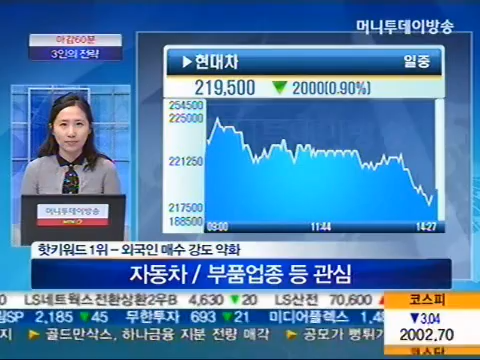 머니투데이방송
마감60분
3인의 전략
▶현대차 일중
219,500 ▼ 2000(0.90%)
254500
225000
221250
217500
188500
09:00 11:44 14:27
머니투데이방송
핫키워드 1위 – 외국인 매수 강도 약화
자동차 / 부품업종 등 관심
0 LS네트웍스전환상환2우B 4,630 ▼20 LS산전 70,600 ▲
SP 2,185 ▼45 무한투자 693 ▼21 미디어플렉스 1,48
▶ 골드만삭스, 하나금융 지분 전량 매각 ▶ 공모가 뻥튀기
코스피
▼3.04
2002.70
코스닥